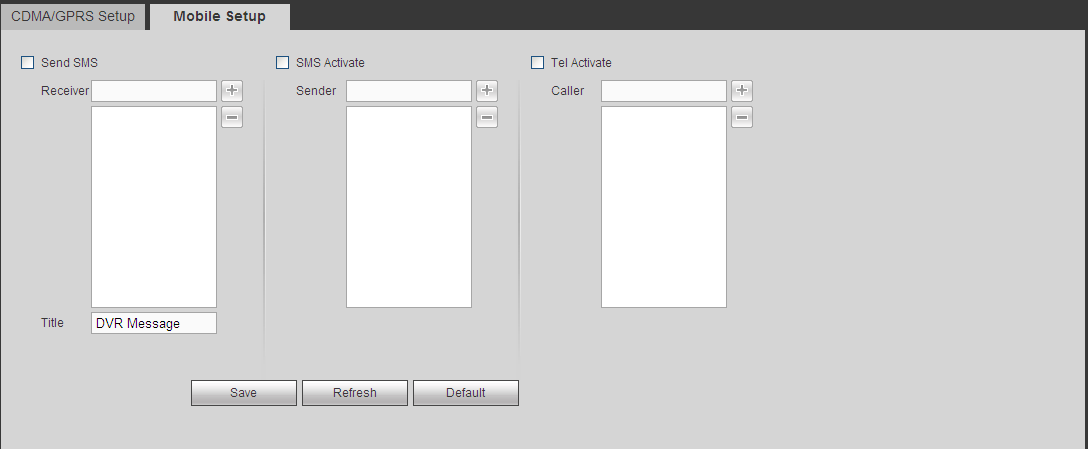 CDMA/GPRS Setup Mobile Setup
Send SMS SMS Activate Tel Activate
Receiver Sender Caller
Title DVR Message
Save Refresh Default